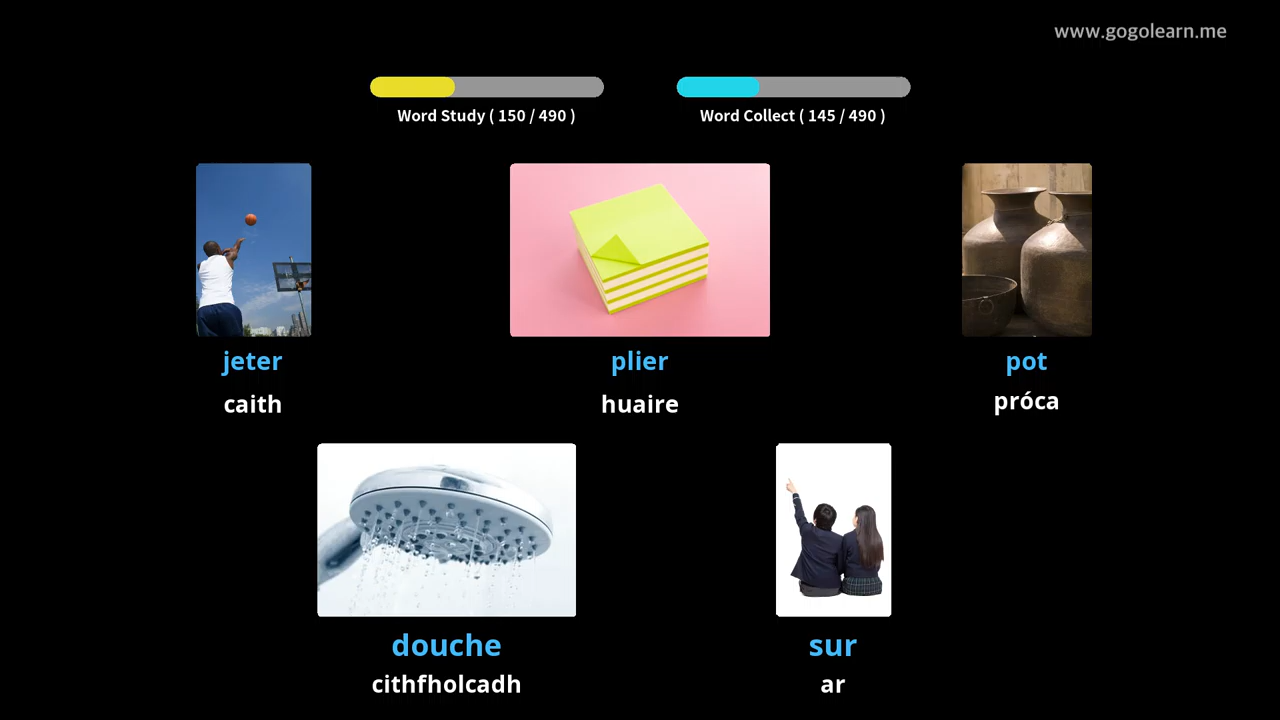 www.gogolearn.me
Word Study ( 150 / 490 )
Word Collect ( 145 / 490 )
jeter
plier
pot
caith
huaire
próca
douche
sur
cithfholcadh
ar